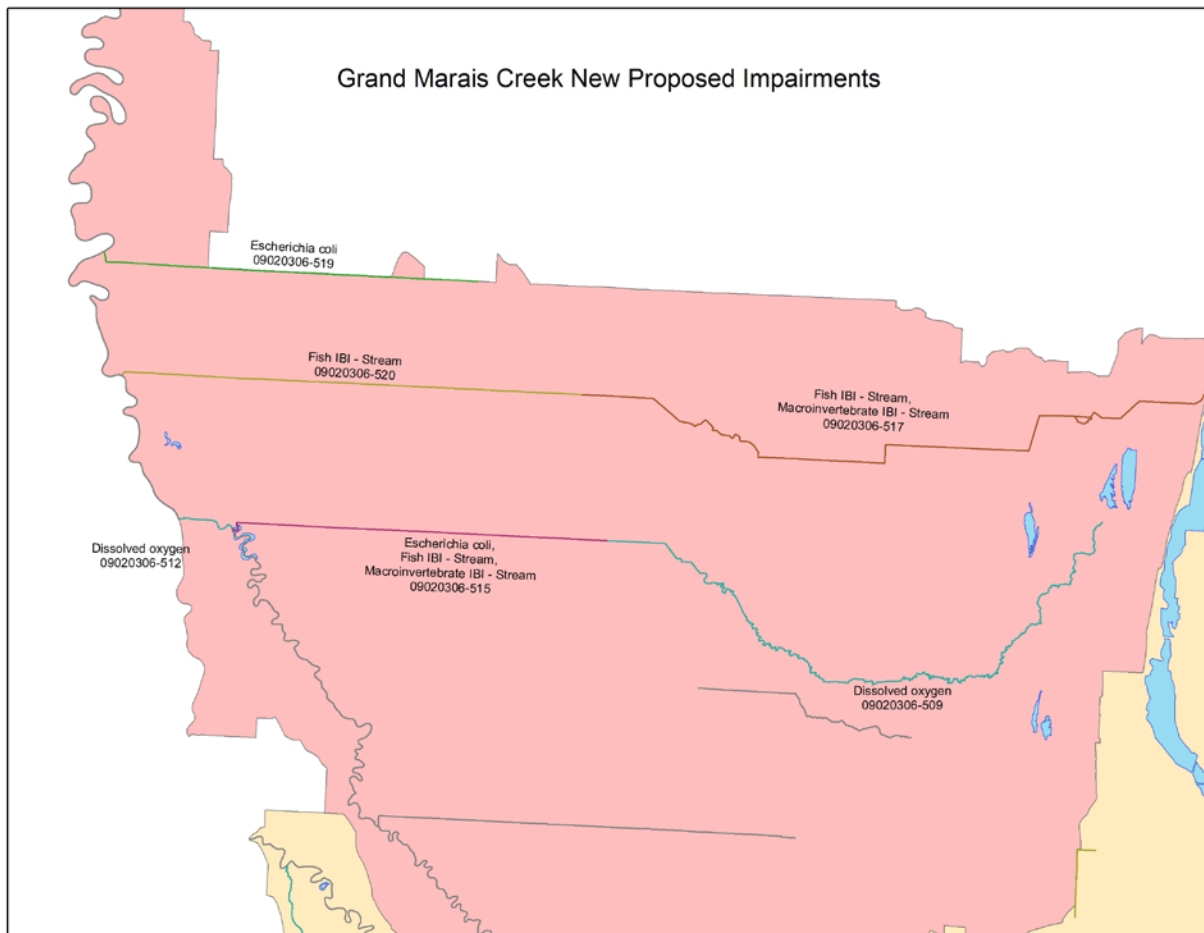 Grand Marais Creek New Proposed Impairments
Escherichia coli
09020306-519
Fish IBI - Stream
09020306-520
Fish IBI - Stream,
Macroinvertebrate IBI - Stream
09020306-517
Dissolved oxygen
09020306-512
Escherichia coli,
Fish IBI - Stream,
Macroinvertebrate IBI - Stream
09020306-515
Dissolved oxygen
09020306-509